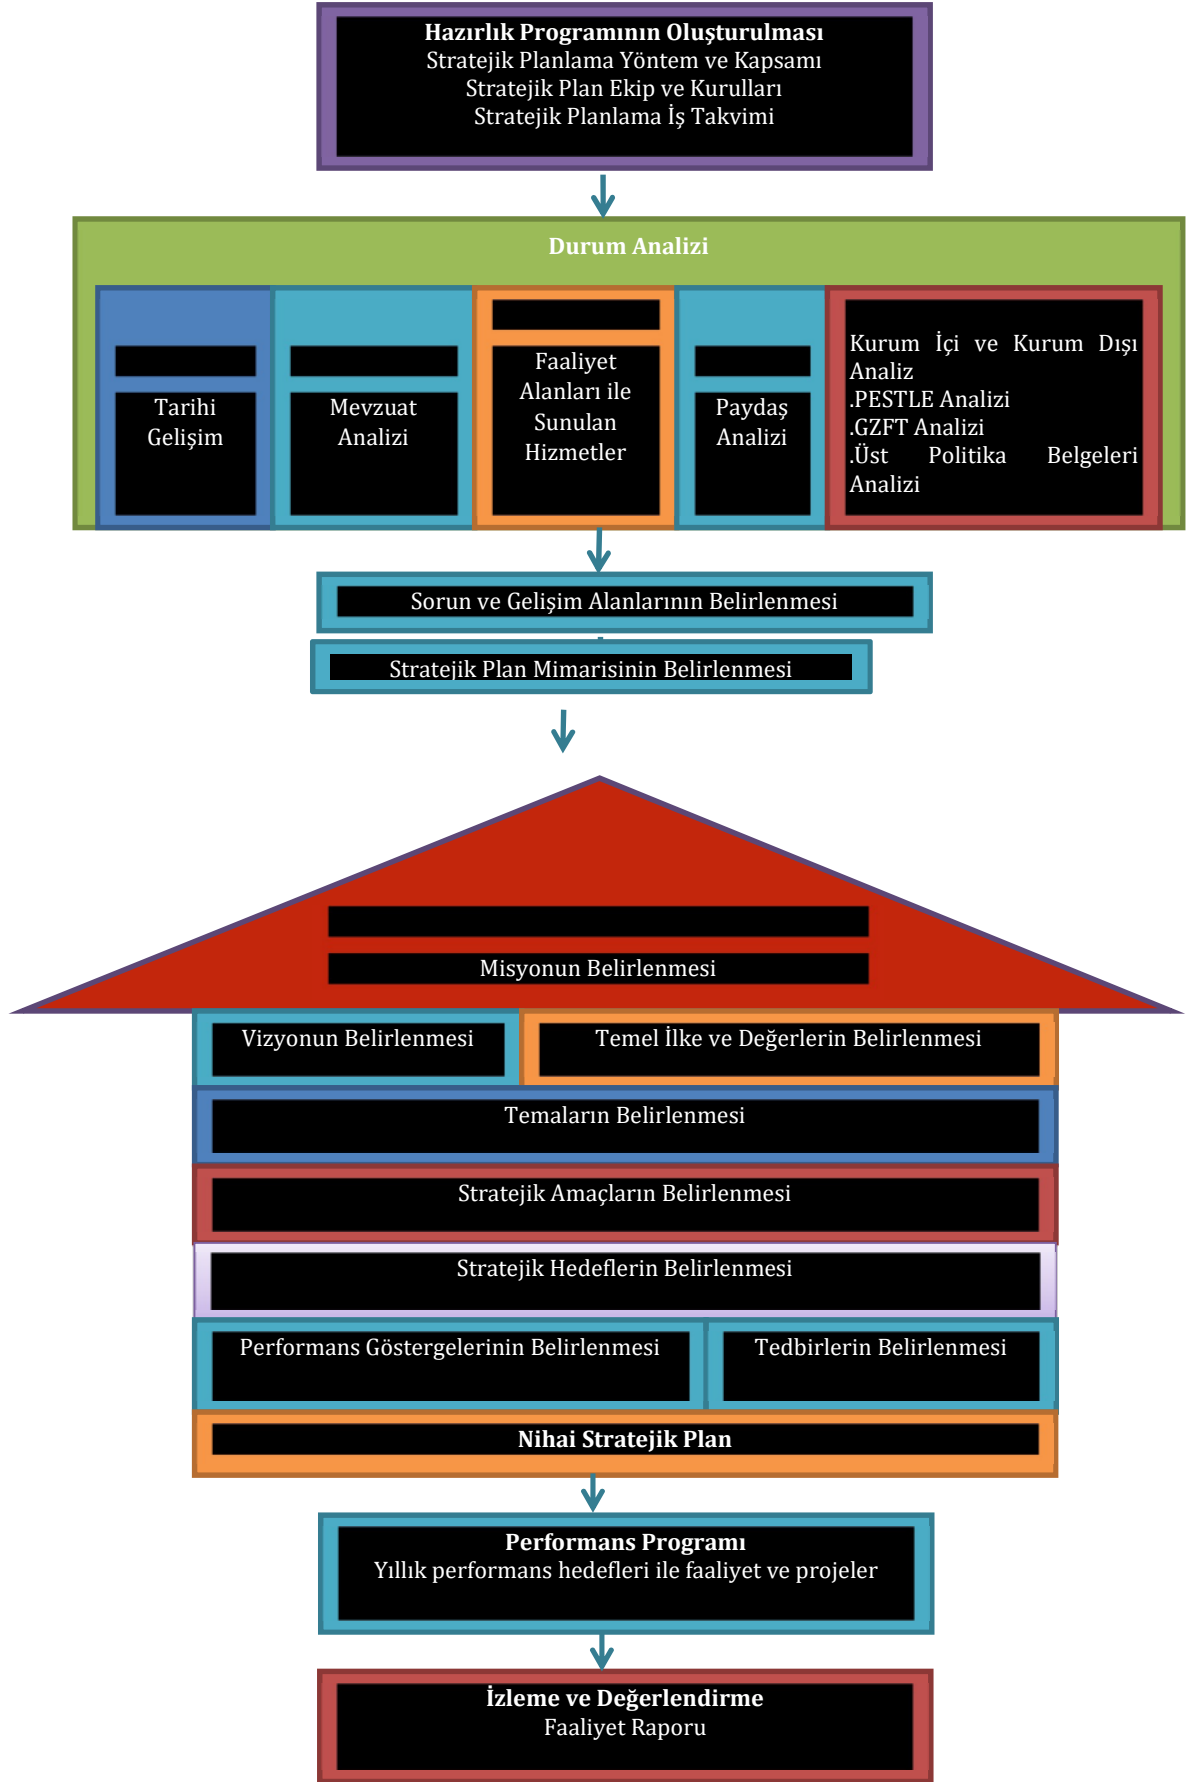 Hazırlık Programının Oluşturulması
Stratejik Planlama Yöntem ve Kapsamı
Stratejik Plan Ekip ve Kurulları
Stratejik Planlama İş Takvimi
Durum Analizi
Tarihi
Gelişim
Mevzuat
Analizi
Faaliyet
Alanları ile
Sunulan
Hizmetler
Paydaş
Analizi
Kurum İçi ve Kurum Dışı
Analiz
.PESTLE Analizi
.GZFT Analizi
.Üst Politika Belgeleri
Analizi
Sorun ve Gelişim Alanlarının Belirlenmesi
Stratejik Plan Mimarisinin Belirlenmesi
Misyonun Belirlenmesi
Vizyonun Belirlenmesi
Temel İlke ve Değerlerin Belirlenmesi
Temaların Belirlenmesi
Stratejik Amaçların Belirlenmesi
Stratejik Hedeflerin Belirlenmesi
Performans Göstergelerinin Belirlenmesi
Tedbirlerin Belirlenmesi
Nihai Stratejik Plan
Performans Programı
Yıllık performans hedefleri ile faaliyet ve projeler
İzleme ve Değerlendirme
Faaliyet Raporu